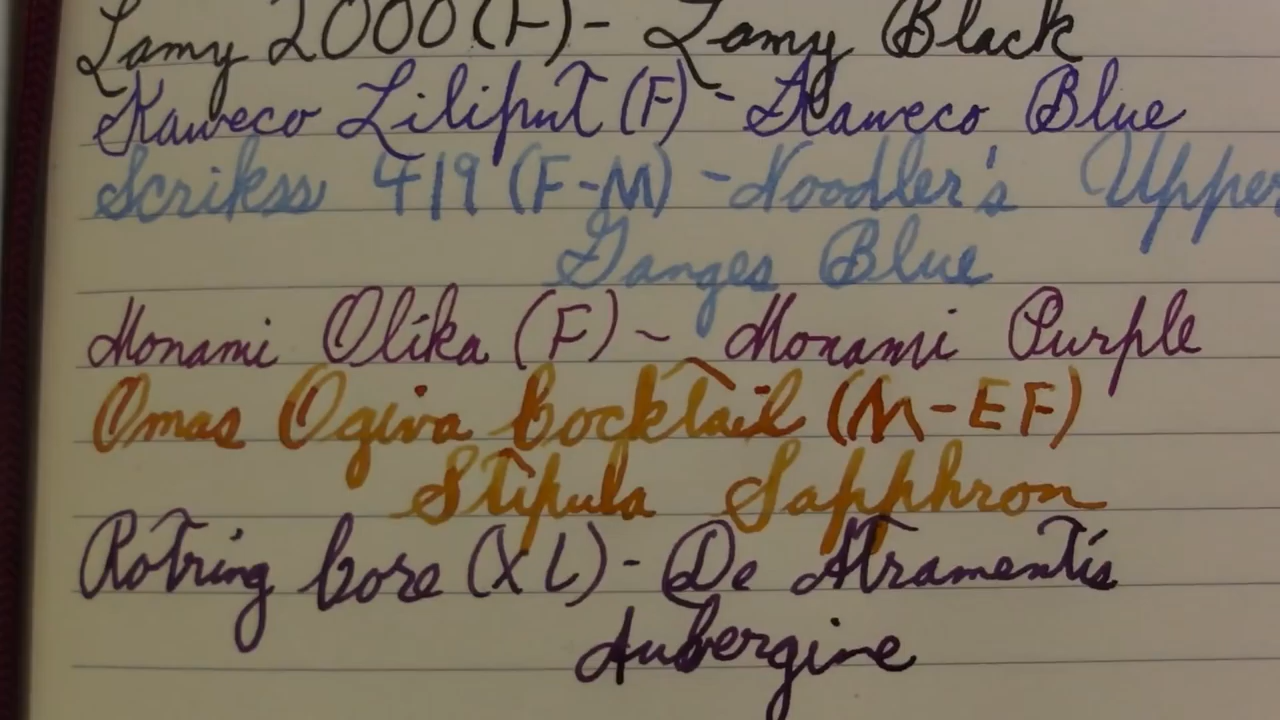 Lamy 2000 (F) - Lamy Black
Kaweco Liliput (F) - Kaweco Blue
Scrikss 419 (F-M) - Noodler's Upper
Ganges Blue
Monami Olika (F) - Monami Purple
Omas Ogiva Cocktail (M-EF)
Stipula Sapphron
Rotring Core (XL) - De Atramentis
Aubergine